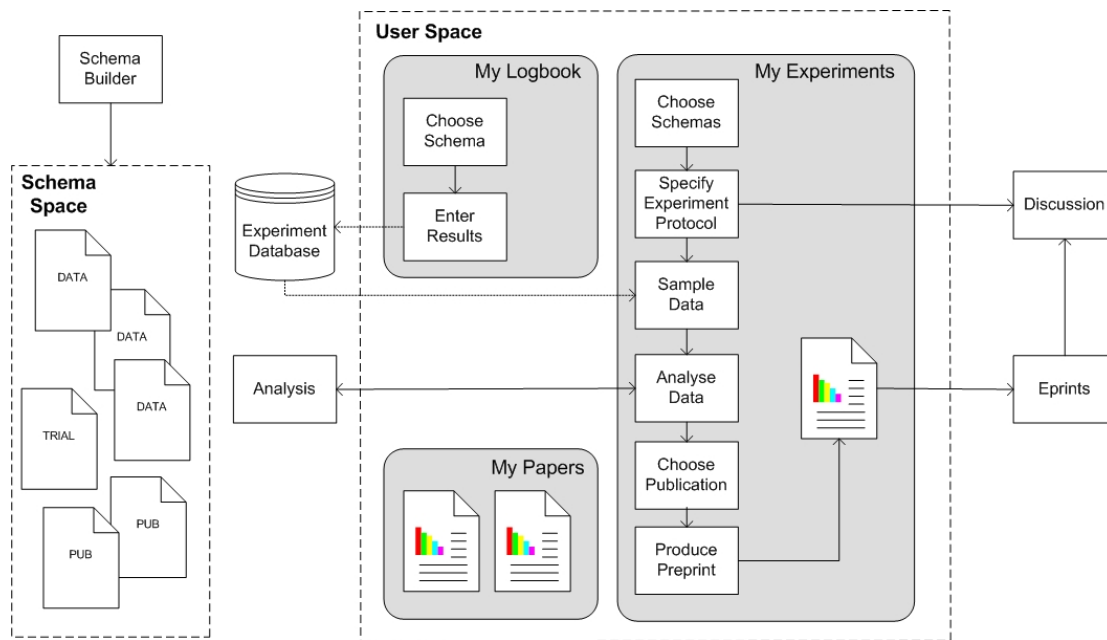 Schema
Builder
Schema
Space
DATA
DATA
DATA
TRIAL
PUB
PUB
Experiment
Database
Analysis
User Space
My Logbook
Choose
Schema
Enter
Results
My Papers
My Experiments
Choose
Schemas
Specify
Experiment
Protocol
Sample
Data
Analyse
Data
Choose
Publication
Produce
Preprint
Discussion
Eprints